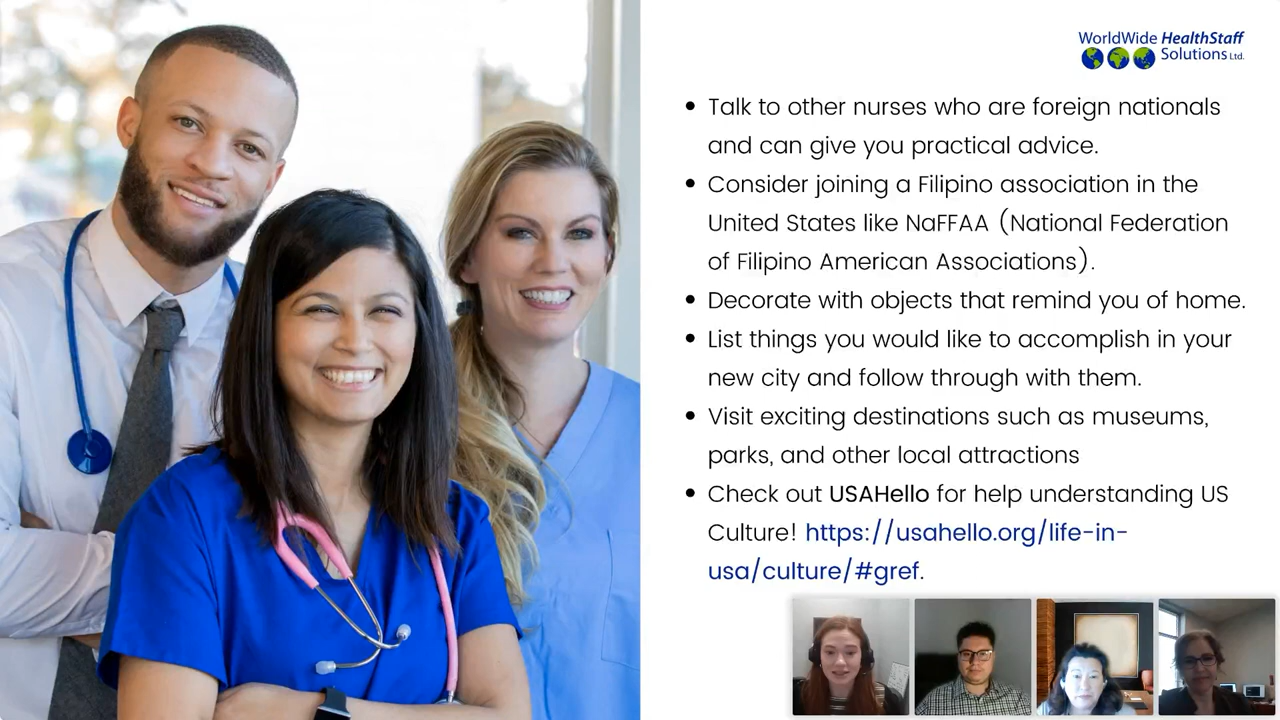 WorldWide HealthStaff
Solutions Ltd.
• Talk to other nurses who are foreign nationals
and can give you practical advice.
• Consider joining a Filipino association in the
United States like NaFFAA (National Federation
of Filipino American Associations).
• Decorate with objects that remind you of home.
• List things you would like to accomplish in your
new city and follow through with them.
• Visit exciting destinations such as museums,
parks, and other local attractions
• Check out USAHello for help understanding US
Culture! https://usahello.org/life-in-
usa/culture/#gref.